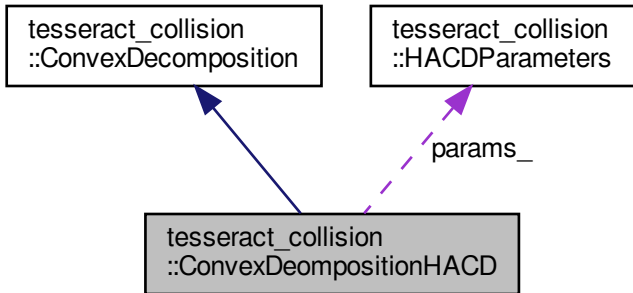 tesseract_collision
::ConvexDecomposition
tesseract_collision
::HACDParameters
params_
tesseract_collision
::ConvexDeompositionHACD